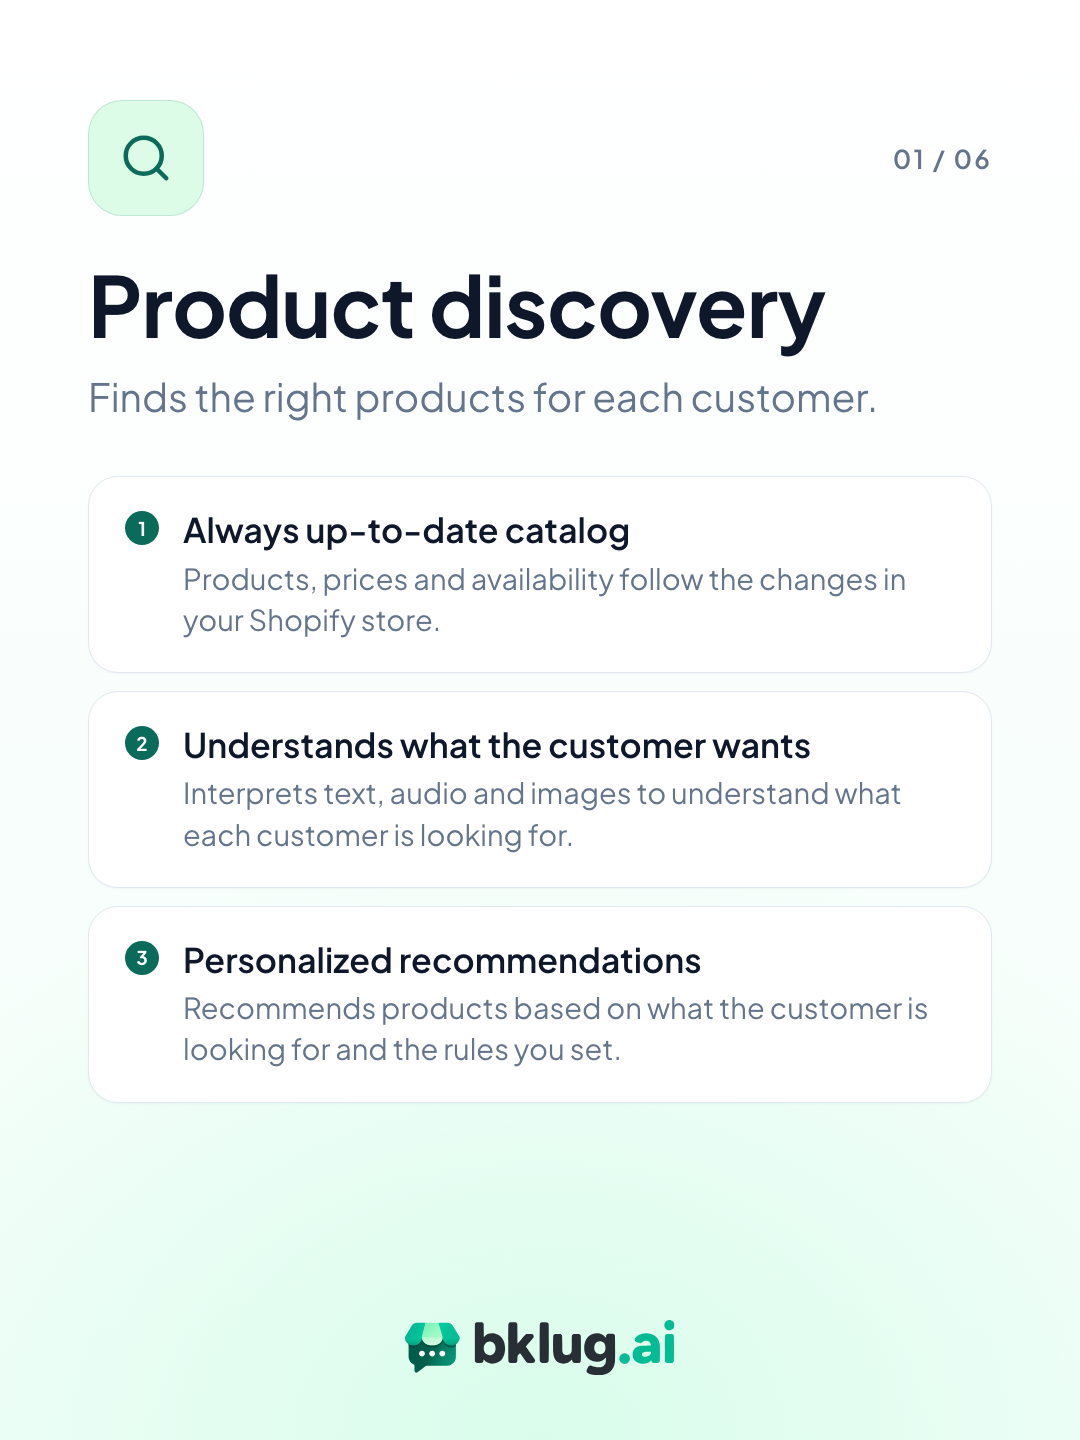 01 / 06
Product discovery
Finds the right products for each customer.
1 Always up-to-date catalog
Products, prices and availability follow the changes in
your Shopify store.
2 Understands what the customer wants
Interprets text, audio and images to understand what
each customer is looking for.
3 Personalized recommendations
Recommends products based on what the customer is
looking for and the rules you set.
bklug.ai